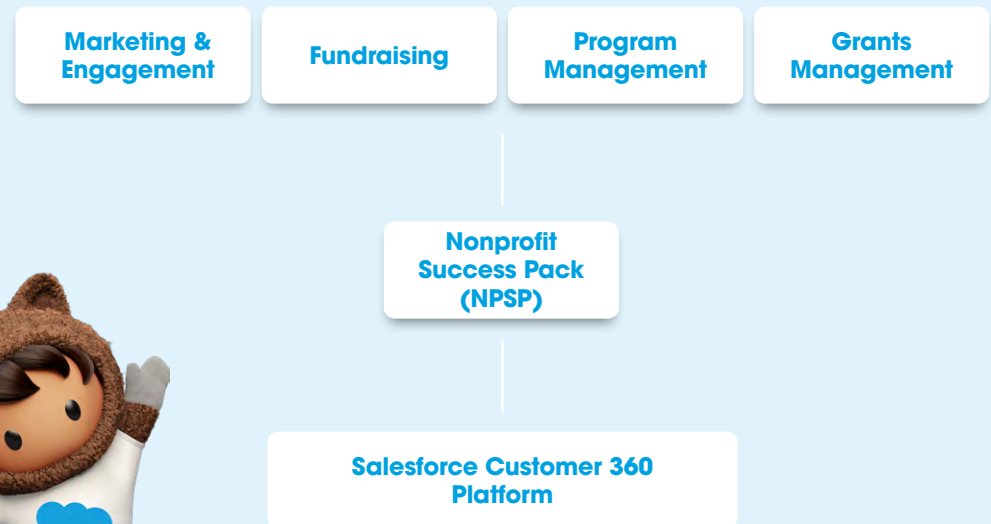 Marketing &
Engagement
Fundraising
Program
Management
Grants
Management
Nonprofit
Success Pack
(NPSP)
Salesforce Customer 360
Platform